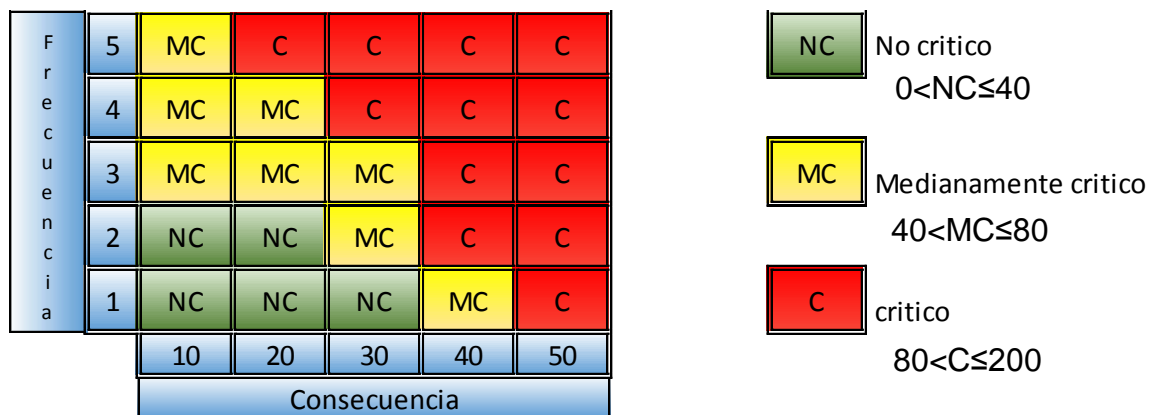 Frecuencia
5 MC C C C C
4 MC MC C C C
3 MC MC MC C C
2 NC NC MC C C
1 NC NC NC MC C
10 20 30 40 50
Consecuencia
NC No critico
0<NC≤40
MC Medianamente critico
40<MC≤80
C critico
80<C≤200